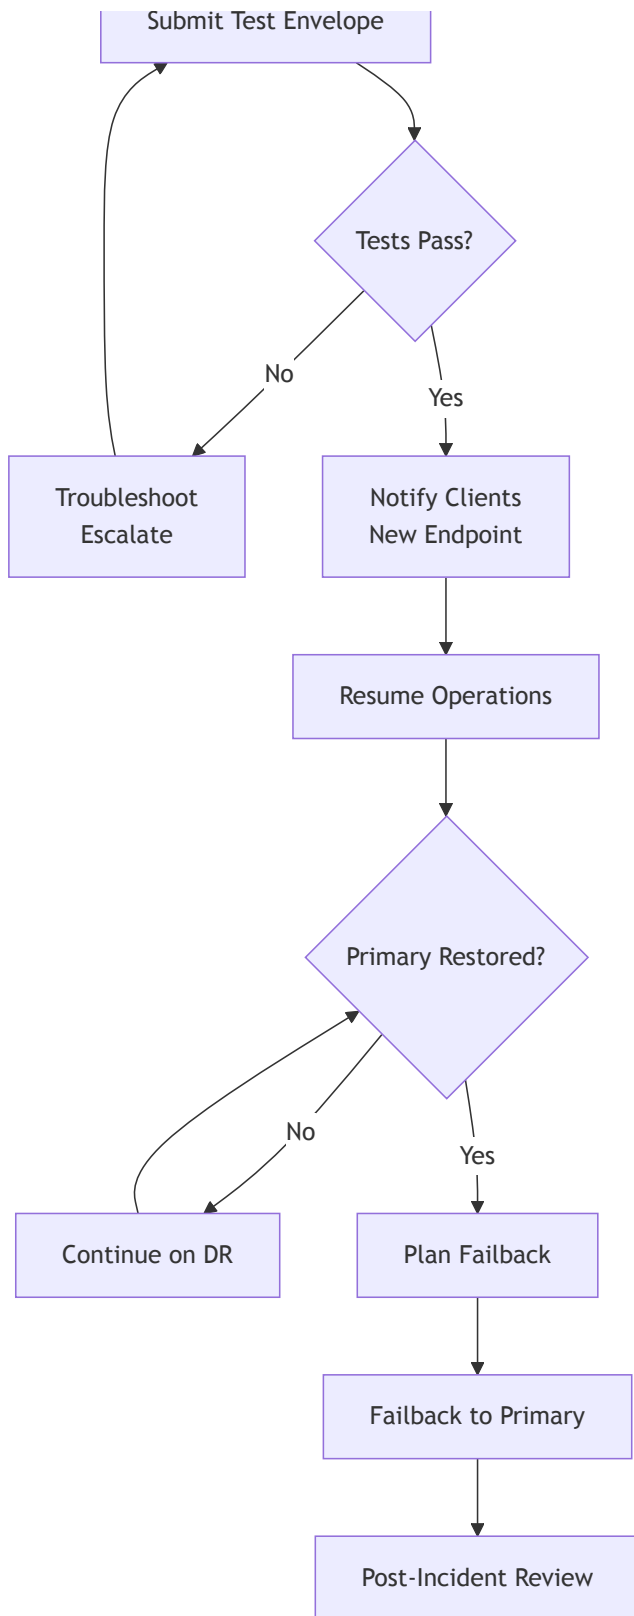 Submit Test Envelope
Tests Pass?
No
Yes
Troubleshoot
Escalate
Notify Clients
New Endpoint
Resume Operations
Primary Restored?
No
Yes
Continue on DR
Plan Failback
Failback to Primary
Post-Incident Review